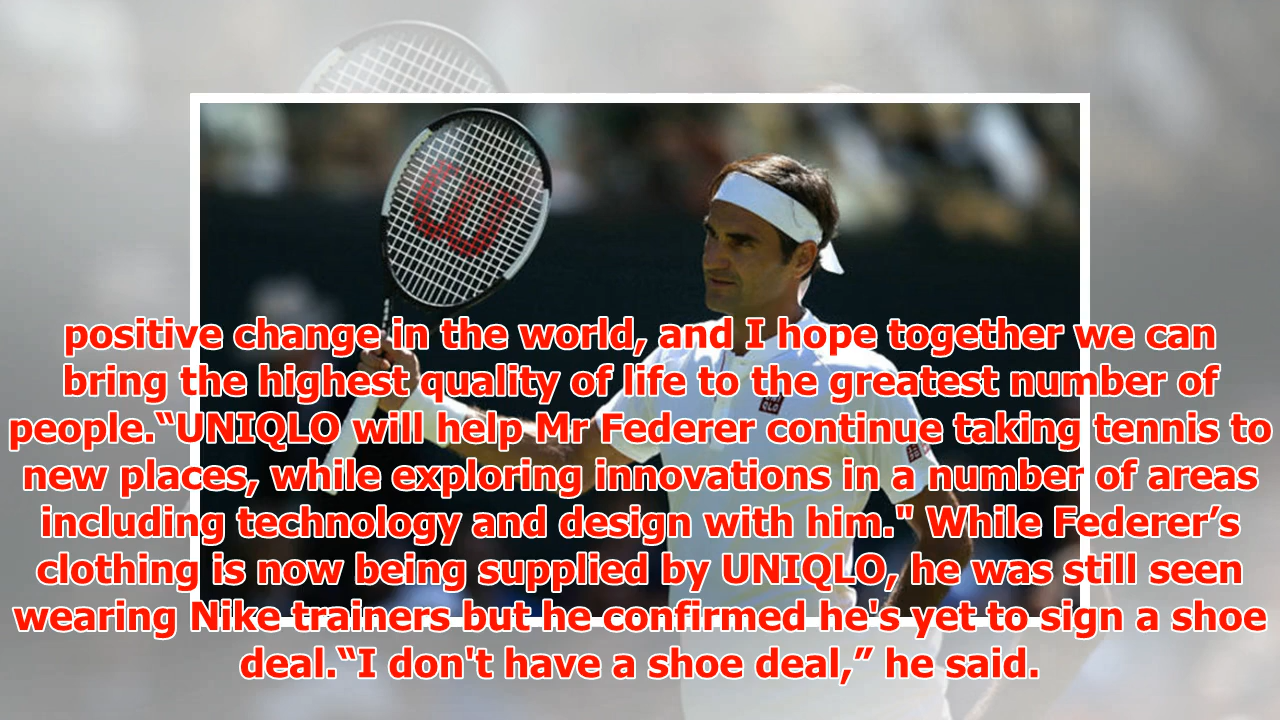 positive change in the world, and I hope together we can
bring the highest quality of life to the greatest number of
people.“UNIQLO will help Mr Federer continue taking tennis to
new places, while exploring innovations in a number of areas
including technology and design with him." While Federer’s
clothing is now being supplied by UNIQLO, he was still seen
wearing Nike trainers but he confirmed he's yet to sign a shoe
deal.“I don't have a shoe deal,” he said.
W
UNI
QLO